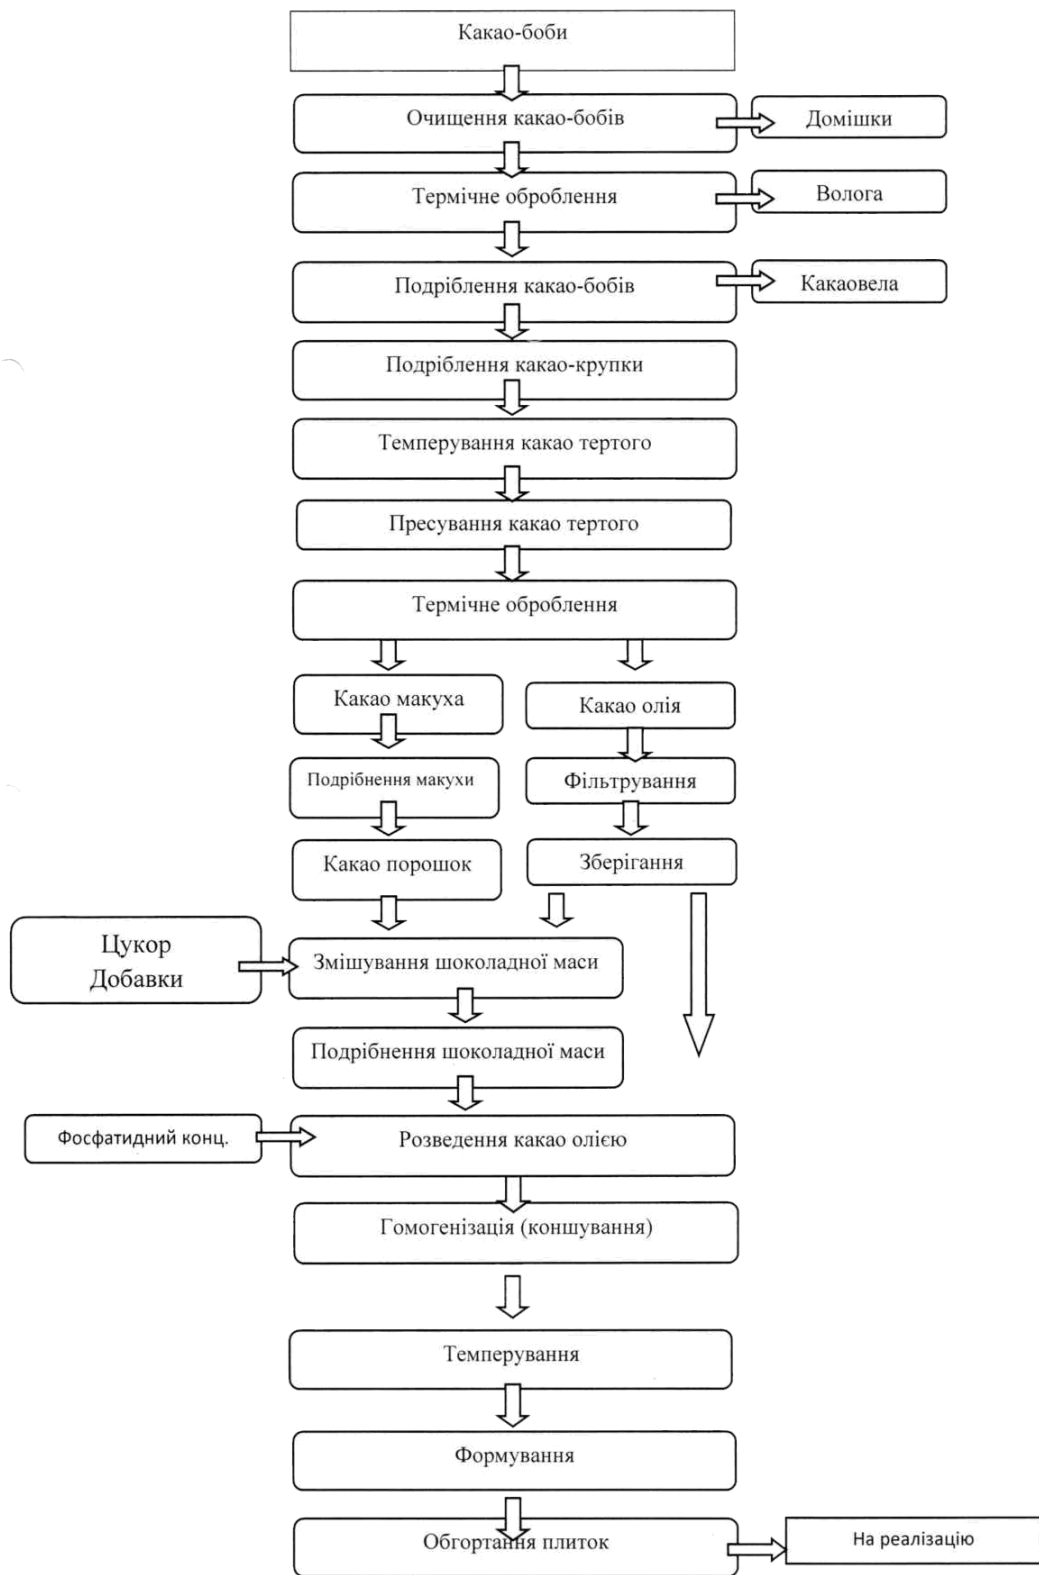 Какао-боби
Очищення какао-бобів
Домішки
Термічне оброблення
Волога
Подріблення какао-бобів
Какаовела
Подріблення какао-крупки
Темперування какао тертого
Пресування какао тертого
Термічне оброблення
Какао макуха
Какао олія
Подрібнення макухи
Фільтрування
Какао порошок
Зберігання
Цукор
Добавки
Змішування шоколадної маси
Подрібнення шоколадної маси
Фосфатидний конц.
Розведення какао олією
Гомогенізація (коншування)
Темперування
Формування
Обгортання плиток
На реалізацію